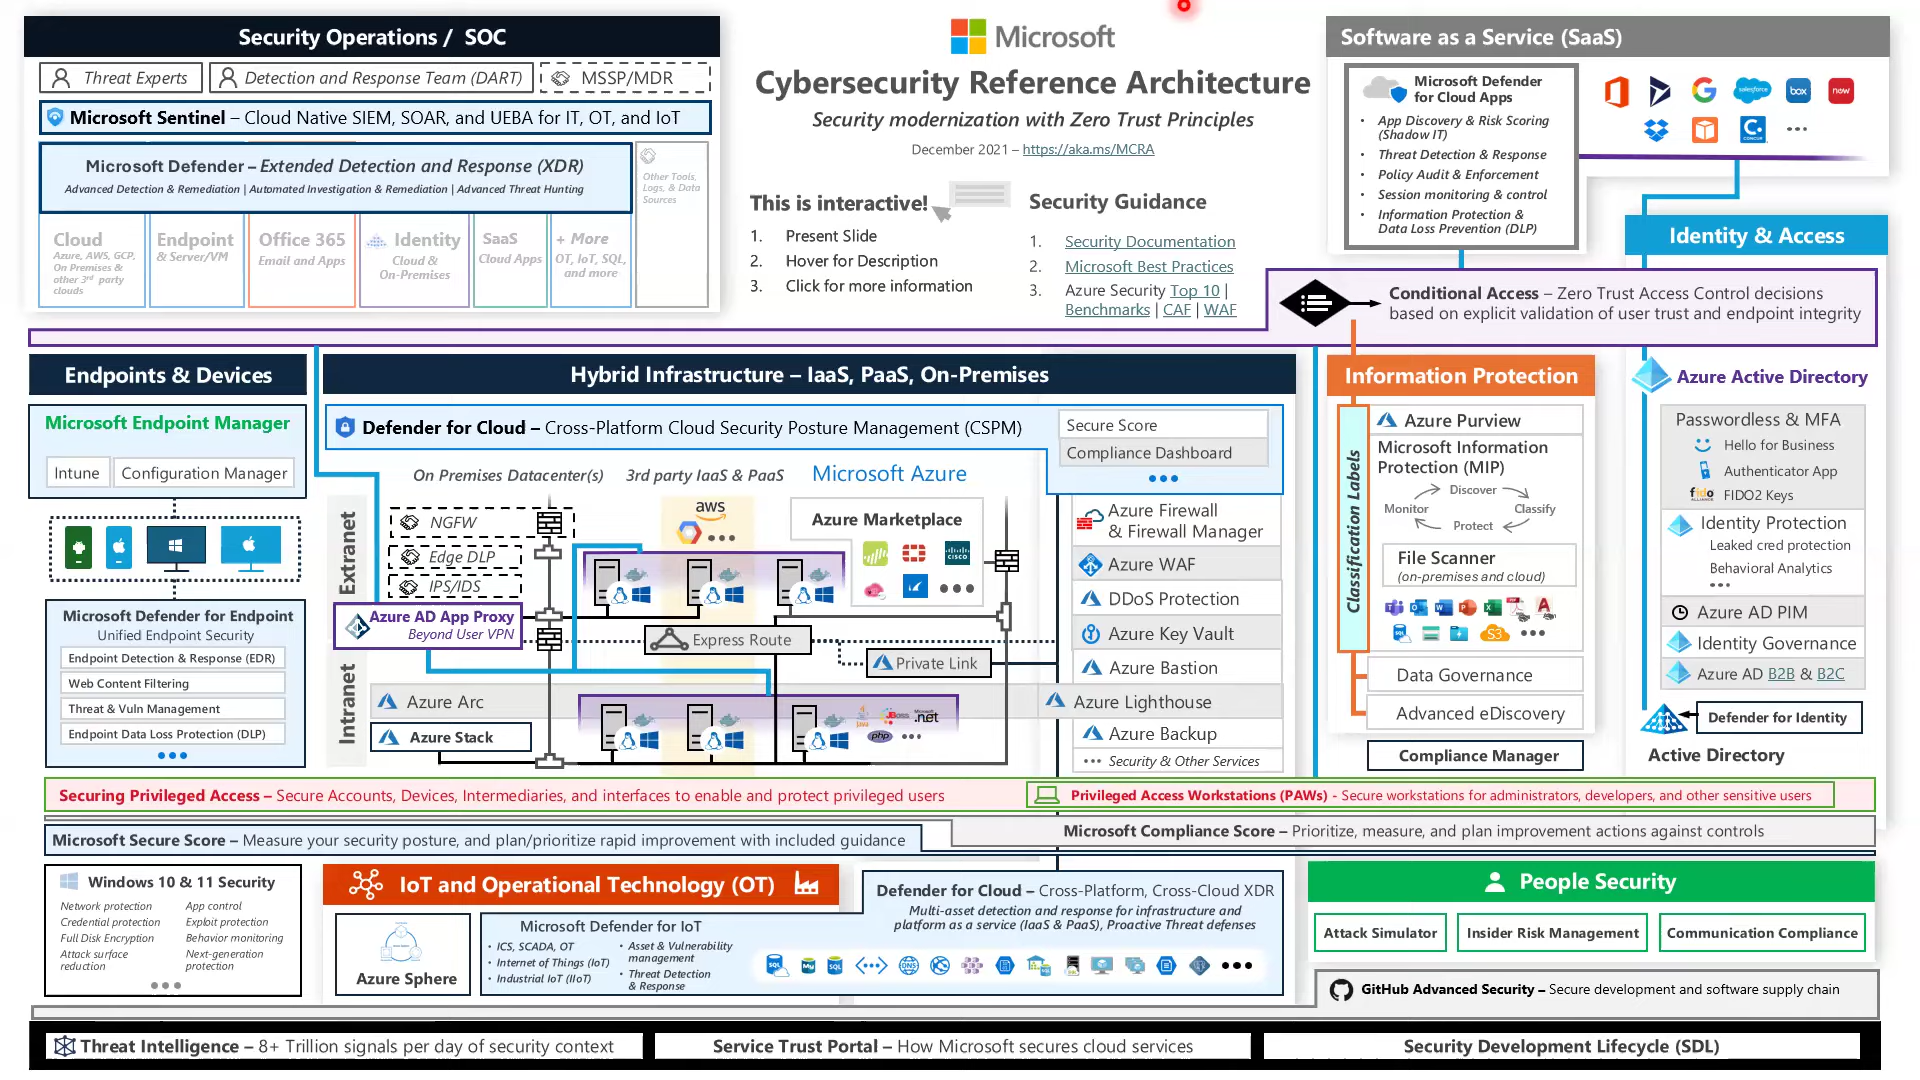 Security Operations / SOC
Threat Experts
Detection and Response Team (DART)
MSSP/MDR
Microsoft Sentinel – Cloud Native SIEM, SOAR, and UEBA for IT, OT, and IoT
Microsoft Defender – Extended Detection and Response (XDR)
Advanced Detection & Remediation | Automated Investigation & Remediation | Advanced Threat Hunting
Other Tools,
Logs, & Data
Sources
Cloud
Azure, AWS, GCP,
On Premises &
other 3rd party
clouds
Endpoint
& Server/VM
Office 365
Email and Apps
Identity
Cloud &
On-Premises
SaaS
Cloud Apps
+ More
OT, IoT, SQL,
and more
Microsoft
Cybersecurity Reference Architecture
Security modernization with Zero Trust Principles
December 2021 – https://aka.ms/MCRA
This is interactive!
1. Present Slide
2. Hover for Description
3. Click for more information
Security Guidance
1. Security Documentation
2. Microsoft Best Practices
3. Azure Security Top 10 |
Benchmarks | CAF | WAF
Software as a Service (SaaS)
Microsoft Defender
for Cloud Apps
• App Discovery & Risk Scoring
(Shadow IT)
• Threat Detection & Response
• Policy Audit & Enforcement
• Session monitoring & control
• Information Protection &
Data Loss Prevention (DLP)
salesforce
box
now
CONCUR
Identity & Access
Conditional Access – Zero Trust Access Control decisions
based on explicit validation of user trust and endpoint integrity
Endpoints & Devices
Microsoft Endpoint Manager
Intune
Configuration Manager
Microsoft Defender for Endpoint
Unified Endpoint Security
Endpoint Detection & Response (EDR)
Web Content Filtering
Threat & Vuln Management
Endpoint Data Loss Protection (DLP)
Hybrid Infrastructure – IaaS, PaaS, On-Premises
Defender for Cloud – Cross-Platform Cloud Security Posture Management (CSPM)
Secure Score
Compliance Dashboard
On Premises Datacenter(s)
3rd party IaaS & PaaS
Microsoft Azure
Extranet
Intranet
NGFW
Edge DLP
IPS/IDS
aws
Azure Marketplace
CISCO
Azure AD App Proxy
Beyond User VPN
Express Route
Private Link
Azure Arc
Azure Stack
Java
JBoss
Microsoft
.net
php
Azure Firewall
& Firewall Manager
Azure WAF
DDoS Protection
Azure Key Vault
Azure Bastion
Azure Lighthouse
Azure Backup
Security & Other Services
Information Protection
Classification Labels
Azure Purview
Microsoft Information
Protection (MIP)
Discover
Monitor
Classify
Protect
File Scanner
(on-premises and cloud)
S3
Data Governance
Advanced eDiscovery
Compliance Manager
Azure Active Directory
Passwordless & MFA
Hello for Business
Authenticator App
fido
ALLIANCE
FIDO2 Keys
Identity Protection
Leaked cred protection
Behavioral Analytics
Azure AD PIM
Identity Governance
Azure AD B2B & B2C
Defender for Identity
Active Directory
Securing Privileged Access – Secure Accounts, Devices, Intermediaries, and interfaces to enable and protect privileged users
Privileged Access Workstations (PAWs) - Secure workstations for administrators, developers, and other sensitive users
Microsoft Secure Score – Measure your security posture, and plan/prioritize rapid improvement with included guidance
Microsoft Compliance Score – Prioritize, measure, and plan improvement actions against controls
Windows 10 & 11 Security
Network protection
Credential protection
Full Disk Encryption
Attack surface
reduction
App control
Exploit protection
Behavior monitoring
Next-generation
protection
IoT and Operational Technology (OT)
Azure Sphere
Microsoft Defender for IoT
• ICS, SCADA, OT
• Internet of Things (IoT)
• Industrial IoT (IIoT)
• Asset & Vulnerability
management
• Threat Detection
& Response
Defender for Cloud – Cross-Platform, Cross-Cloud XDR
Multi-asset detection and response for infrastructure and
platform as a service (IaaS & PaaS), Proactive Threat defenses
People Security
Attack Simulator
Insider Risk Management
Communication Compliance
GitHub Advanced Security – Secure development and software supply chain
Threat Intelligence – 8+ Trillion signals per day of security context
Service Trust Portal – How Microsoft secures cloud services
Security Development Lifecycle (SDL)